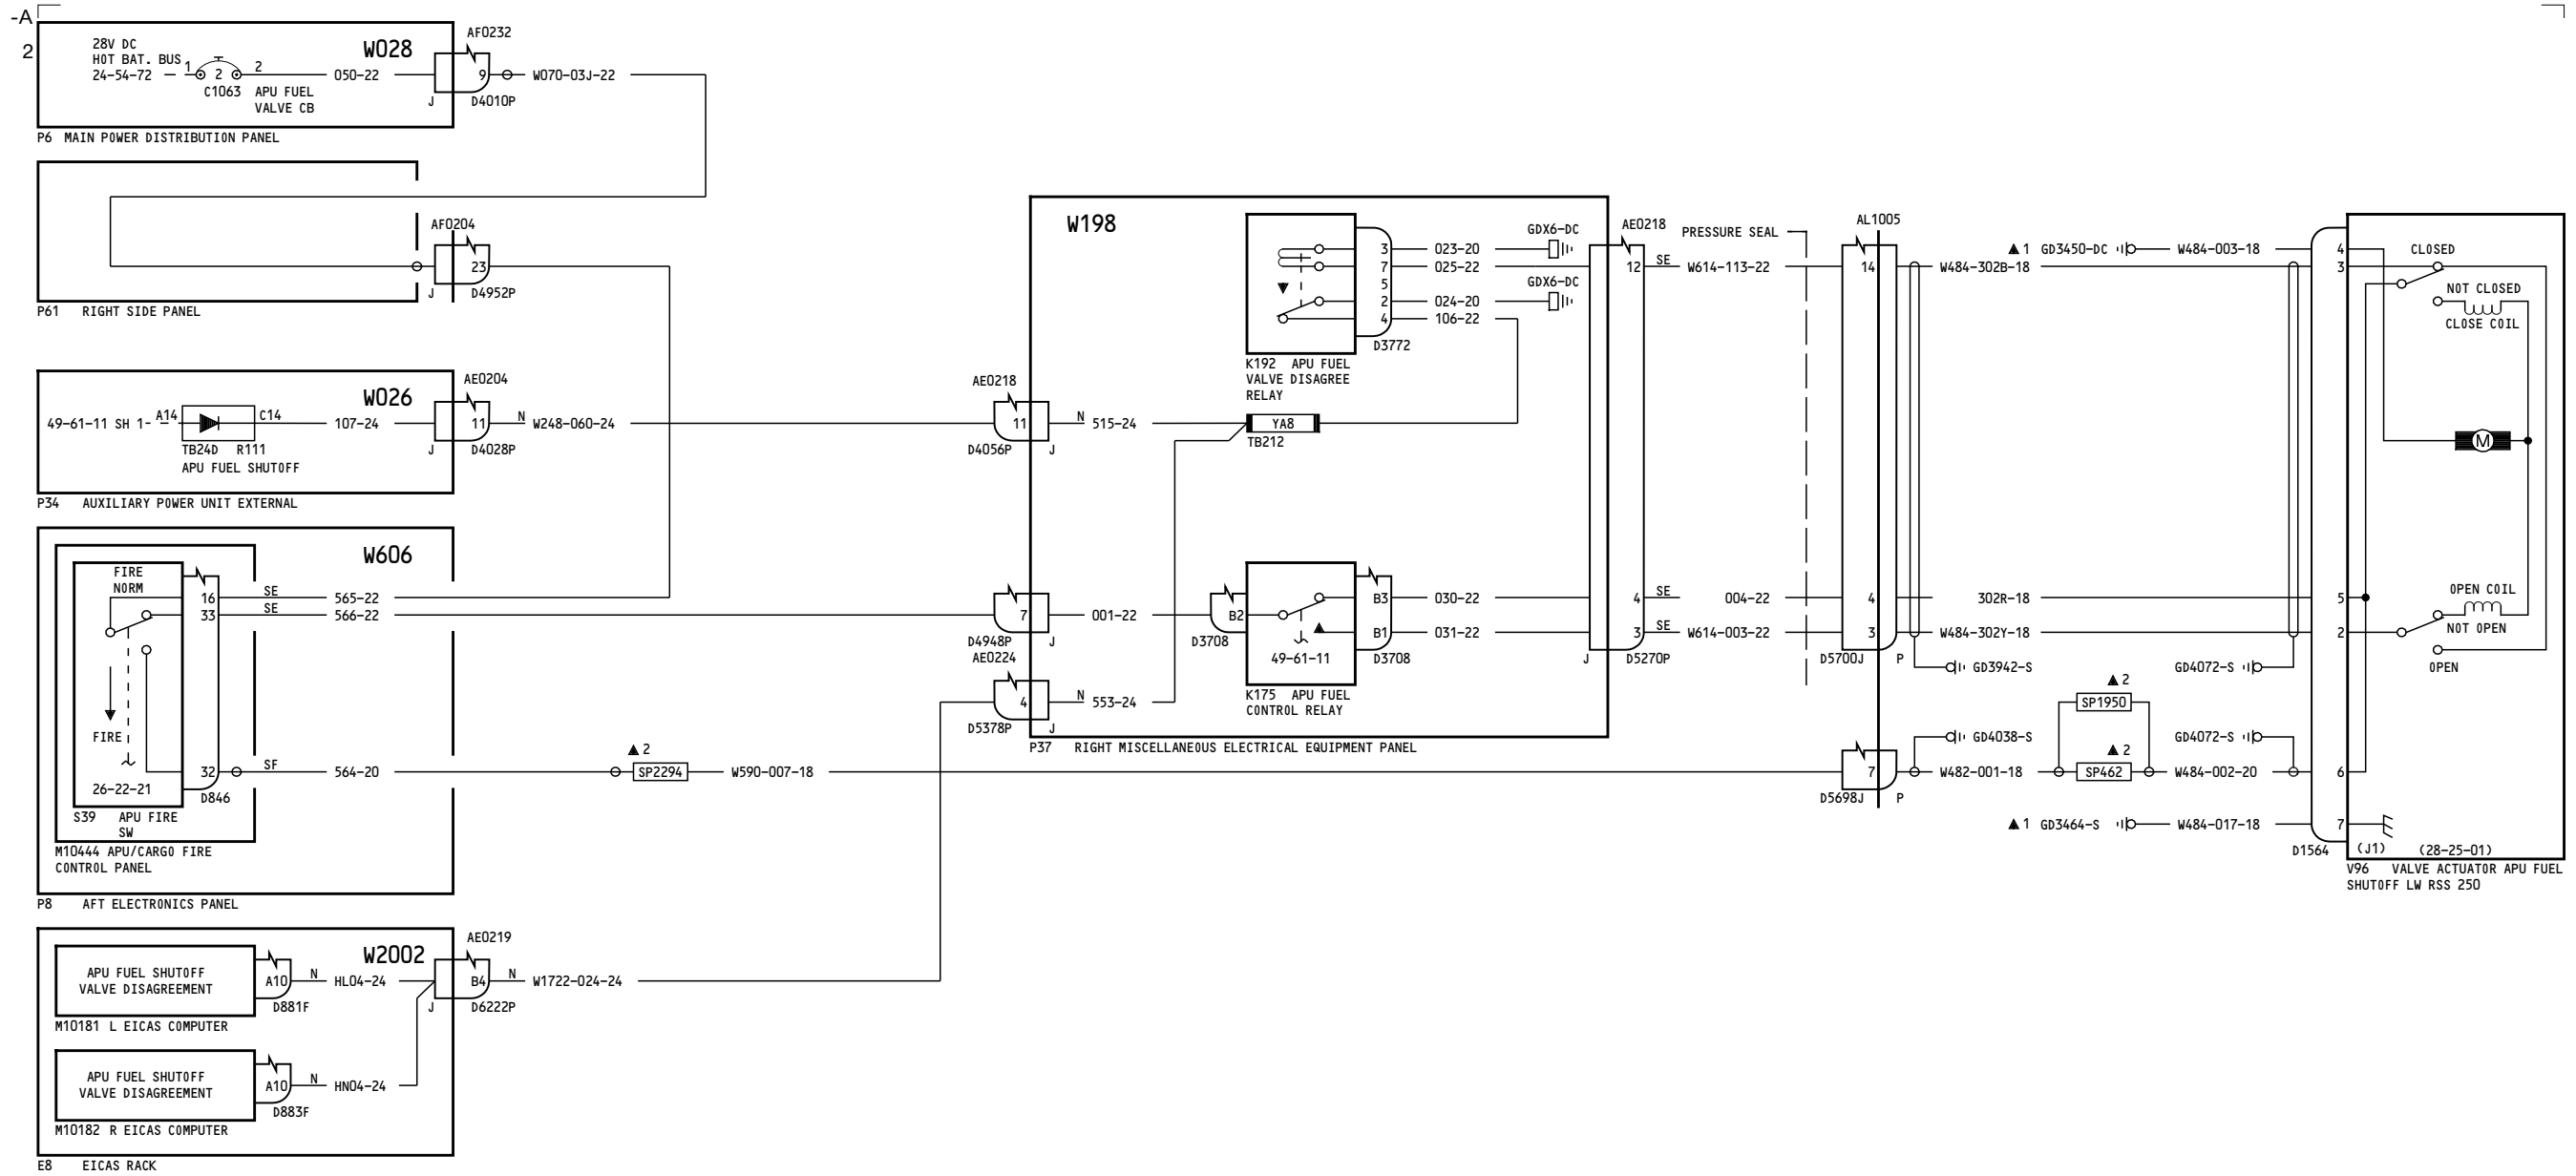 -A
2
28V DC
HOT BAT. BUS
24-54-72
1
2
2
C1063
APU FUEL
VALVE CB
W028
050-22
AF0232
9
J
D4010P
W070-03J-22
P6 MAIN POWER DISTRIBUTION PANEL
AF0204
23
J
D4952P
P61 RIGHT SIDE PANEL
W026
49-61-11 SH 1-
A14
C14
TB24D R111
APU FUEL SHUTOFF
107-24
AE0204
11
N
J
D4028P
W248-060-24
P34 AUXILIARY POWER UNIT EXTERNAL
W606
FIRE
NORM
FIRE
26-22-21
16
33
32
D846
SE
565-22
SE
566-22
SF
564-20
S39 APU FIRE
SW
M10444 APU/CARGO FIRE
CONTROL PANEL
P8 AFT ELECTRONICS PANEL
▲ 2
SP2294
W590-007-18
W2002
APU FUEL SHUTOFF
VALVE DISAGREEMENT
A10
N
HL04-24
D881F
M10181 L EICAS COMPUTER
APU FUEL SHUTOFF
VALVE DISAGREEMENT
A10
N
HN04-24
D883F
M10182 R EICAS COMPUTER
AE0219
B4
N
J
D6222P
W1722-024-24
E8 EICAS RACK
W198
AE0218
11
N
515-24
D4056P
J
7
001-22
D4948P
J
AE0224
4
N
553-24
D5378P
J
3
7
5
2
4
D3772
K192 APU FUEL
VALVE DISAGREE
RELAY
023-20
025-22
024-20
106-22
GDX6-DC
GDX6-DC
YA8
TB212
B2
D3708
49-61-11
B3
B1
D3708
030-22
031-22
K175 APU FUEL
CONTROL RELAY
P37 RIGHT MISCELLANEOUS ELECTRICAL EQUIPMENT PANEL
AE0218
12
SE
W614-113-22
4
SE
004-22
3
SE
W614-003-22
J
D5270P
PRESSURE SEAL
AL1005
14
4
3
D5700J
P
7
D5698J
P
▲ 1 GD3450-DC
W484-003-18
W484-302B-18
302R-18
W484-302Y-18
GD3942-S
GD4072-S
▲ 2
SP1950
GD4038-S
▲ 2
GD4072-S
W482-001-18
SP462
W484-002-20
▲ 1 GD3464-S
W484-017-18
4
3
5
2
6
7
D1564
CLOSED
NOT CLOSED
CLOSE COIL
M
OPEN COIL
NOT OPEN
OPEN
(J1)
(28-25-01)
V96 VALVE ACTUATOR APU FUEL
SHUTOFF LW RSS 250